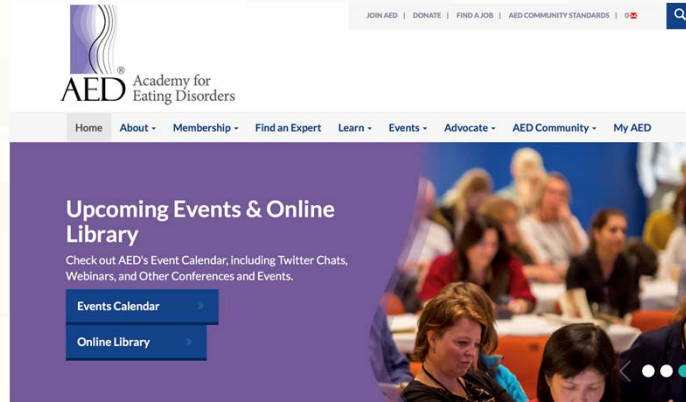 JOIN AED | DONATE | FIND A JOB | AED COMMUNITY STANDARDS | 0
AED® Academy for
Eating Disorders
Home About Membership Find an Expert Learn Events Advocate AED Community My AED
Upcoming Events & Online
Library
Check out AED's Event Calendar, including Twitter Chats,
Webinars, and Other Conferences and Events.
Events Calendar »
Online Library »